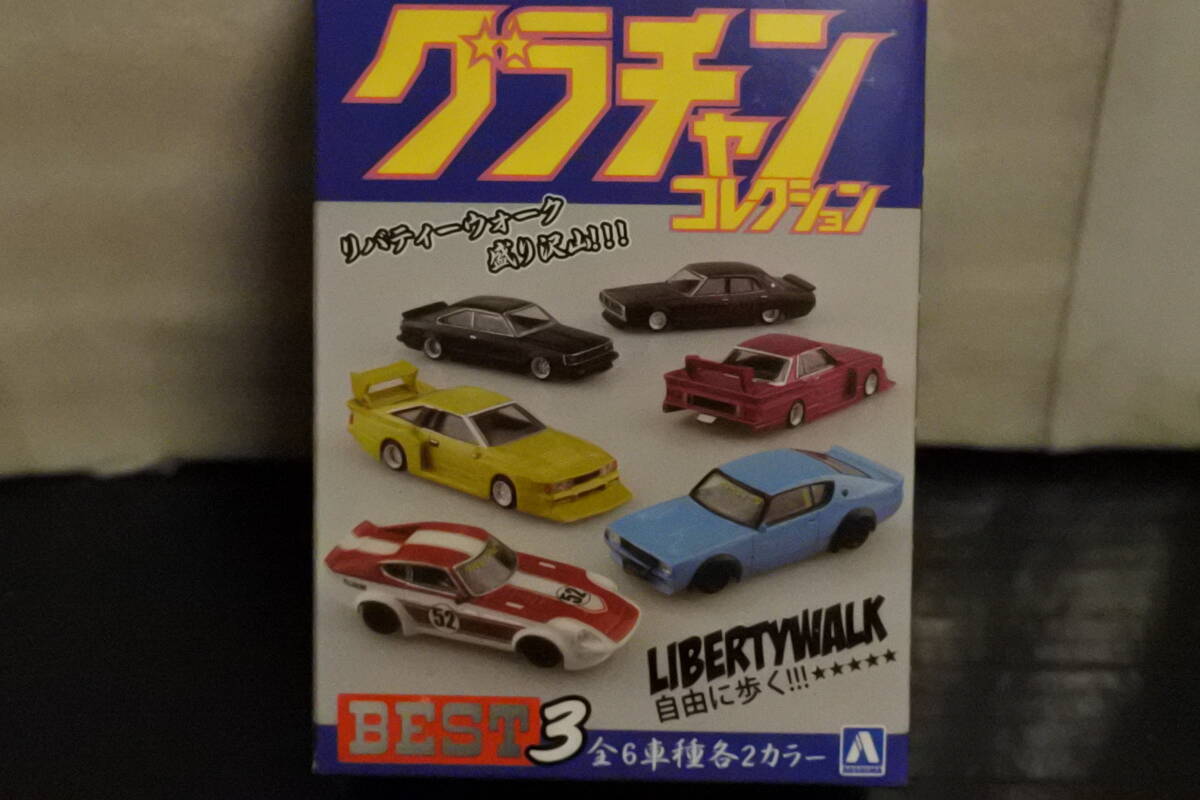 グラチャン
コレクション
リバティーウォーク
盛り沢山!!!
52
52
LIBERTYWALK
自由に歩く!!!★★★★★
BEST3
全6車種各2カラー
AOSHIMA